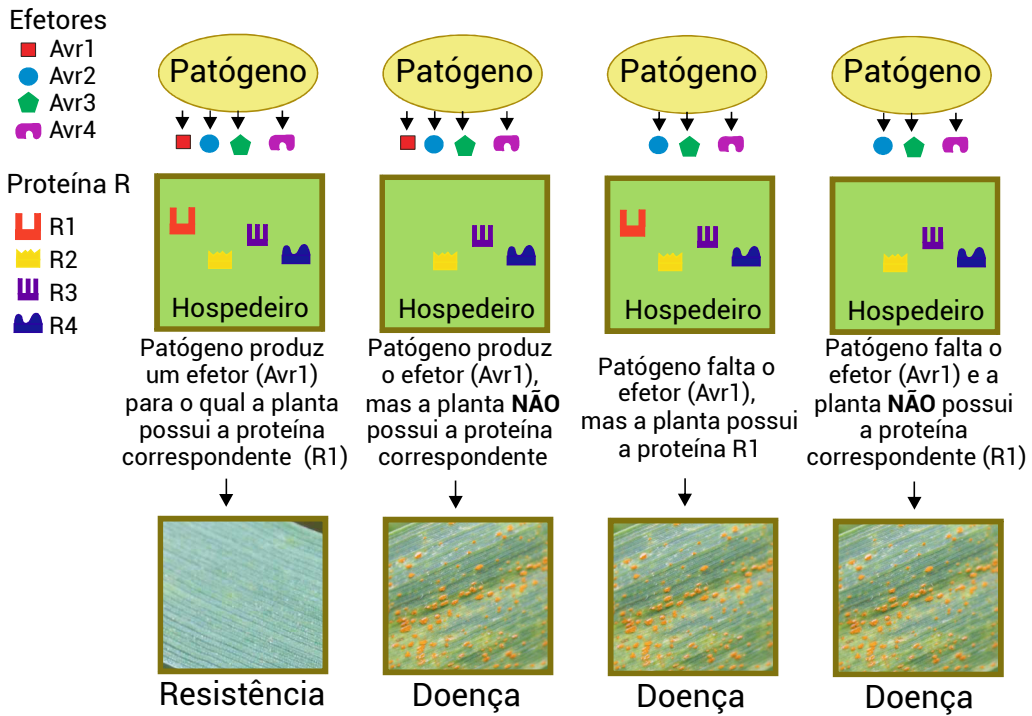 Efetores
Avr1
Avr2
Avr3
Avr4
Proteína R
R1
R2
R3
R4
Patógeno
Hospedeiro
Patógeno produz
um efetor (Avr1)
para o qual a planta
possui a proteína
correspondente (R1)
Resistência
Patógeno
Hospedeiro
Patógeno produz
o efetor (Avr1),
mas a planta NÃO
possui a proteína
correspondente
Doença
Patógeno
Hospedeiro
Patógeno falta o
efetor (Avr1),
mas a planta possui
a proteína R1
Doença
Patógeno
Hospedeiro
Patógeno falta o
efetor (Avr1) e a
planta NÃO possui
a proteína
correspondente (R1)
Doença